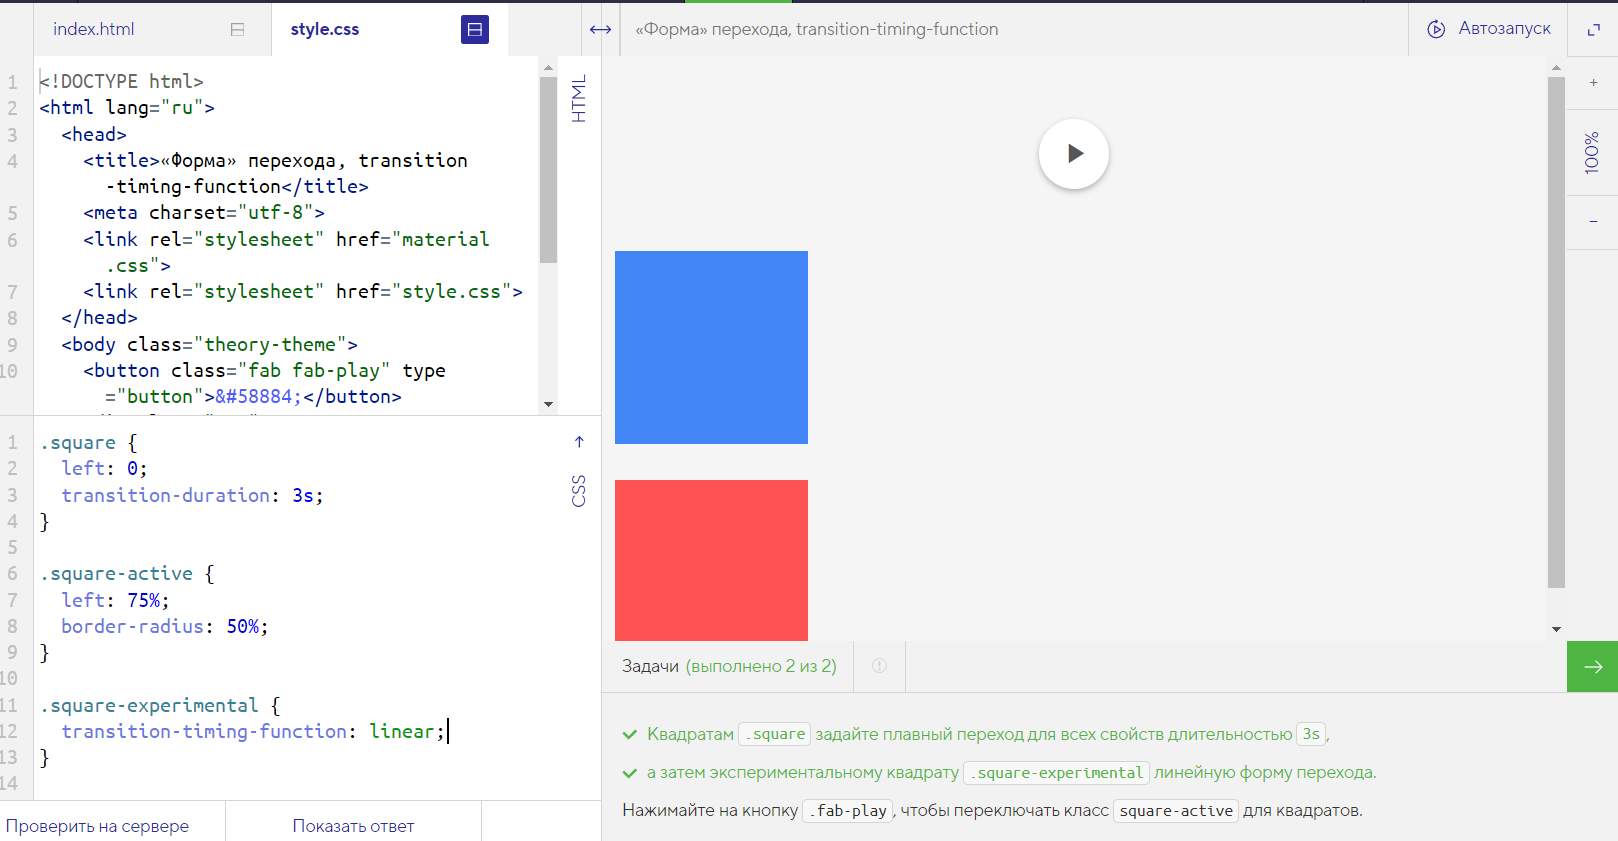 index.html
style.css
«Форма» перехода, transition-timing-function
Автозапуск
1 <!DOCTYPE html>
2 <html lang="ru">
3 <head>
4 <title>«Форма» перехода, transition
-timing-function</title>
5 <meta charset="utf-8">
6 <link rel="stylesheet" href="material
.css">
7 <link rel="stylesheet" href="style.css">
8 </head>
9 <body class="theory-theme">
10 <button class="fab fab-play" type
="button">&#58884;</button>
HTML
1 .square {
2 left: 0;
3 transition-duration: 3s;
4 }
5
6 .square-active {
7 left: 75%;
8 border-radius: 50%;
9 }
10
11 .square-experimental {
12 transition-timing-function: linear;
13 }
14
CSS
Проверить на сервере
Показать ответ
+
100%
−
Задачи (выполнено 2 из 2)
Квадратам .square задайте плавный переход для всех свойств длительностью 3s,
а затем экспериментальному квадрату .square-experimental линейную форму перехода.
Нажимайте на кнопку .fab-play, чтобы переключать класс square-active для квадратов.